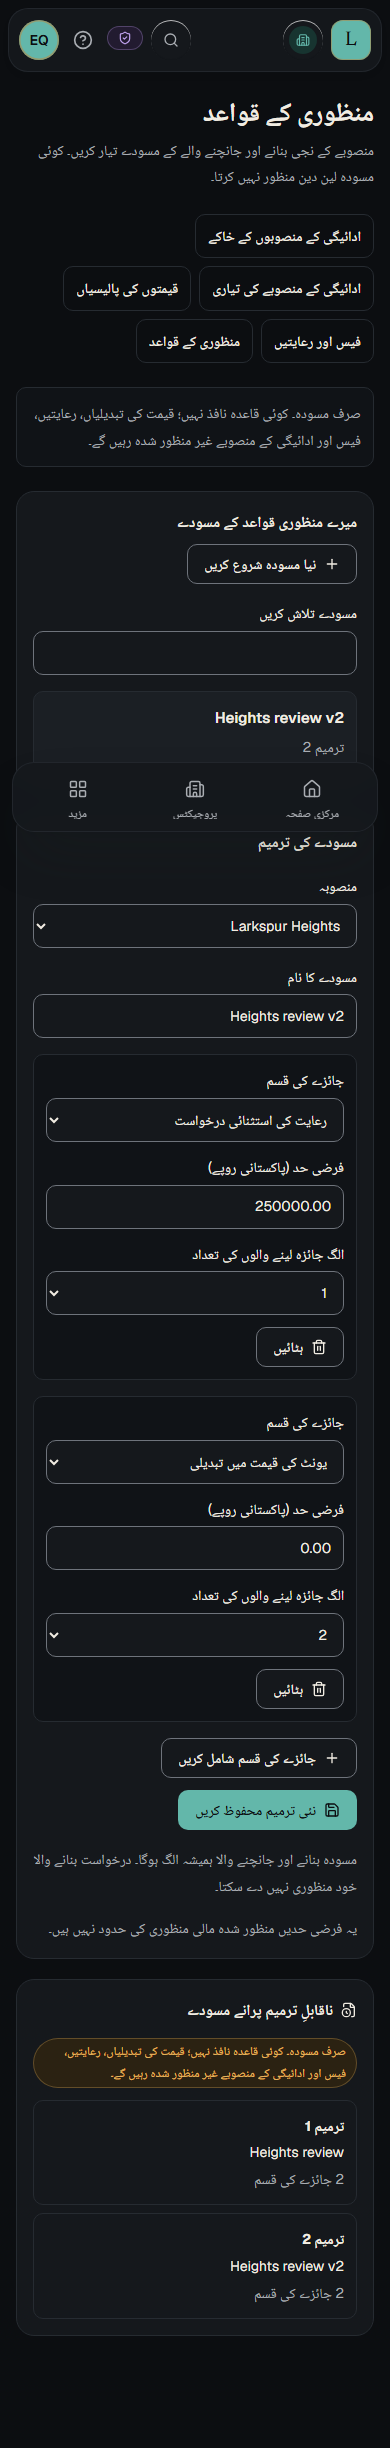 L
EQ
منظوری کے قواعد
منصوبے کے نجی بنانے اور جانچنے والے کے مسودے تیار کریں۔ کوئی
مسودہ لین دین منظور نہیں کرتا۔
ادائیگی کے منصوبوں کے خاکے
ادائیگی کے منصوبے کی تیاری
قیمتوں کی پالیسیاں
فیس اور رعایتیں
منظوری کے قواعد
صرف مسودہ۔ کوئی قاعدہ نافذ نہیں؛ قیمت کی تبدیلیاں، رعایتیں،
فیس اور ادائیگی کے منصوبے غیر منظور شدہ رہیں گے۔
میرے منظوری قواعد کے مسودے
نیا مسودہ شروع کریں
مسودے تلاش کریں
Heights review v2
ترمیم 2
مرکزی صفحہ
پروجیکٹس
مزید
مسودے کی ترمیم
منصوبہ
Larkspur Heights
مسودے کا نام
Heights review v2
جائزے کی قسم
رعایت کی استثنائی درخواست
فرضی حد (پاکستانی روپے)
250000.00
الگ جائزہ لینے والوں کی تعداد
1
ہٹائیں
جائزے کی قسم
یونٹ کی قیمت میں تبدیلی
فرضی حد (پاکستانی روپے)
0.00
الگ جائزہ لینے والوں کی تعداد
2
ہٹائیں
جائزے کی قسم شامل کریں
نئی ترمیم محفوظ کریں
مسودہ بنانے اور جانچنے والا ہمیشہ الگ ہوگا۔ درخواست بنانے والا
خود منظوری نہیں دے سکتا۔
یہ فرضی حدیں منظور شدہ مالی منظوری کی حدود نہیں ہیں۔
ناقابلِ ترمیم پرانے مسودے
صرف مسودہ۔ کوئی قاعدہ نافذ نہیں؛ قیمت کی تبدیلیاں، رعایتیں،
فیس اور ادائیگی کے منصوبے غیر منظور شدہ رہیں گے۔
ترمیم 1
Heights review
2 جائزے کی قسم
ترمیم 2
Heights review v2
2 جائزے کی قسم